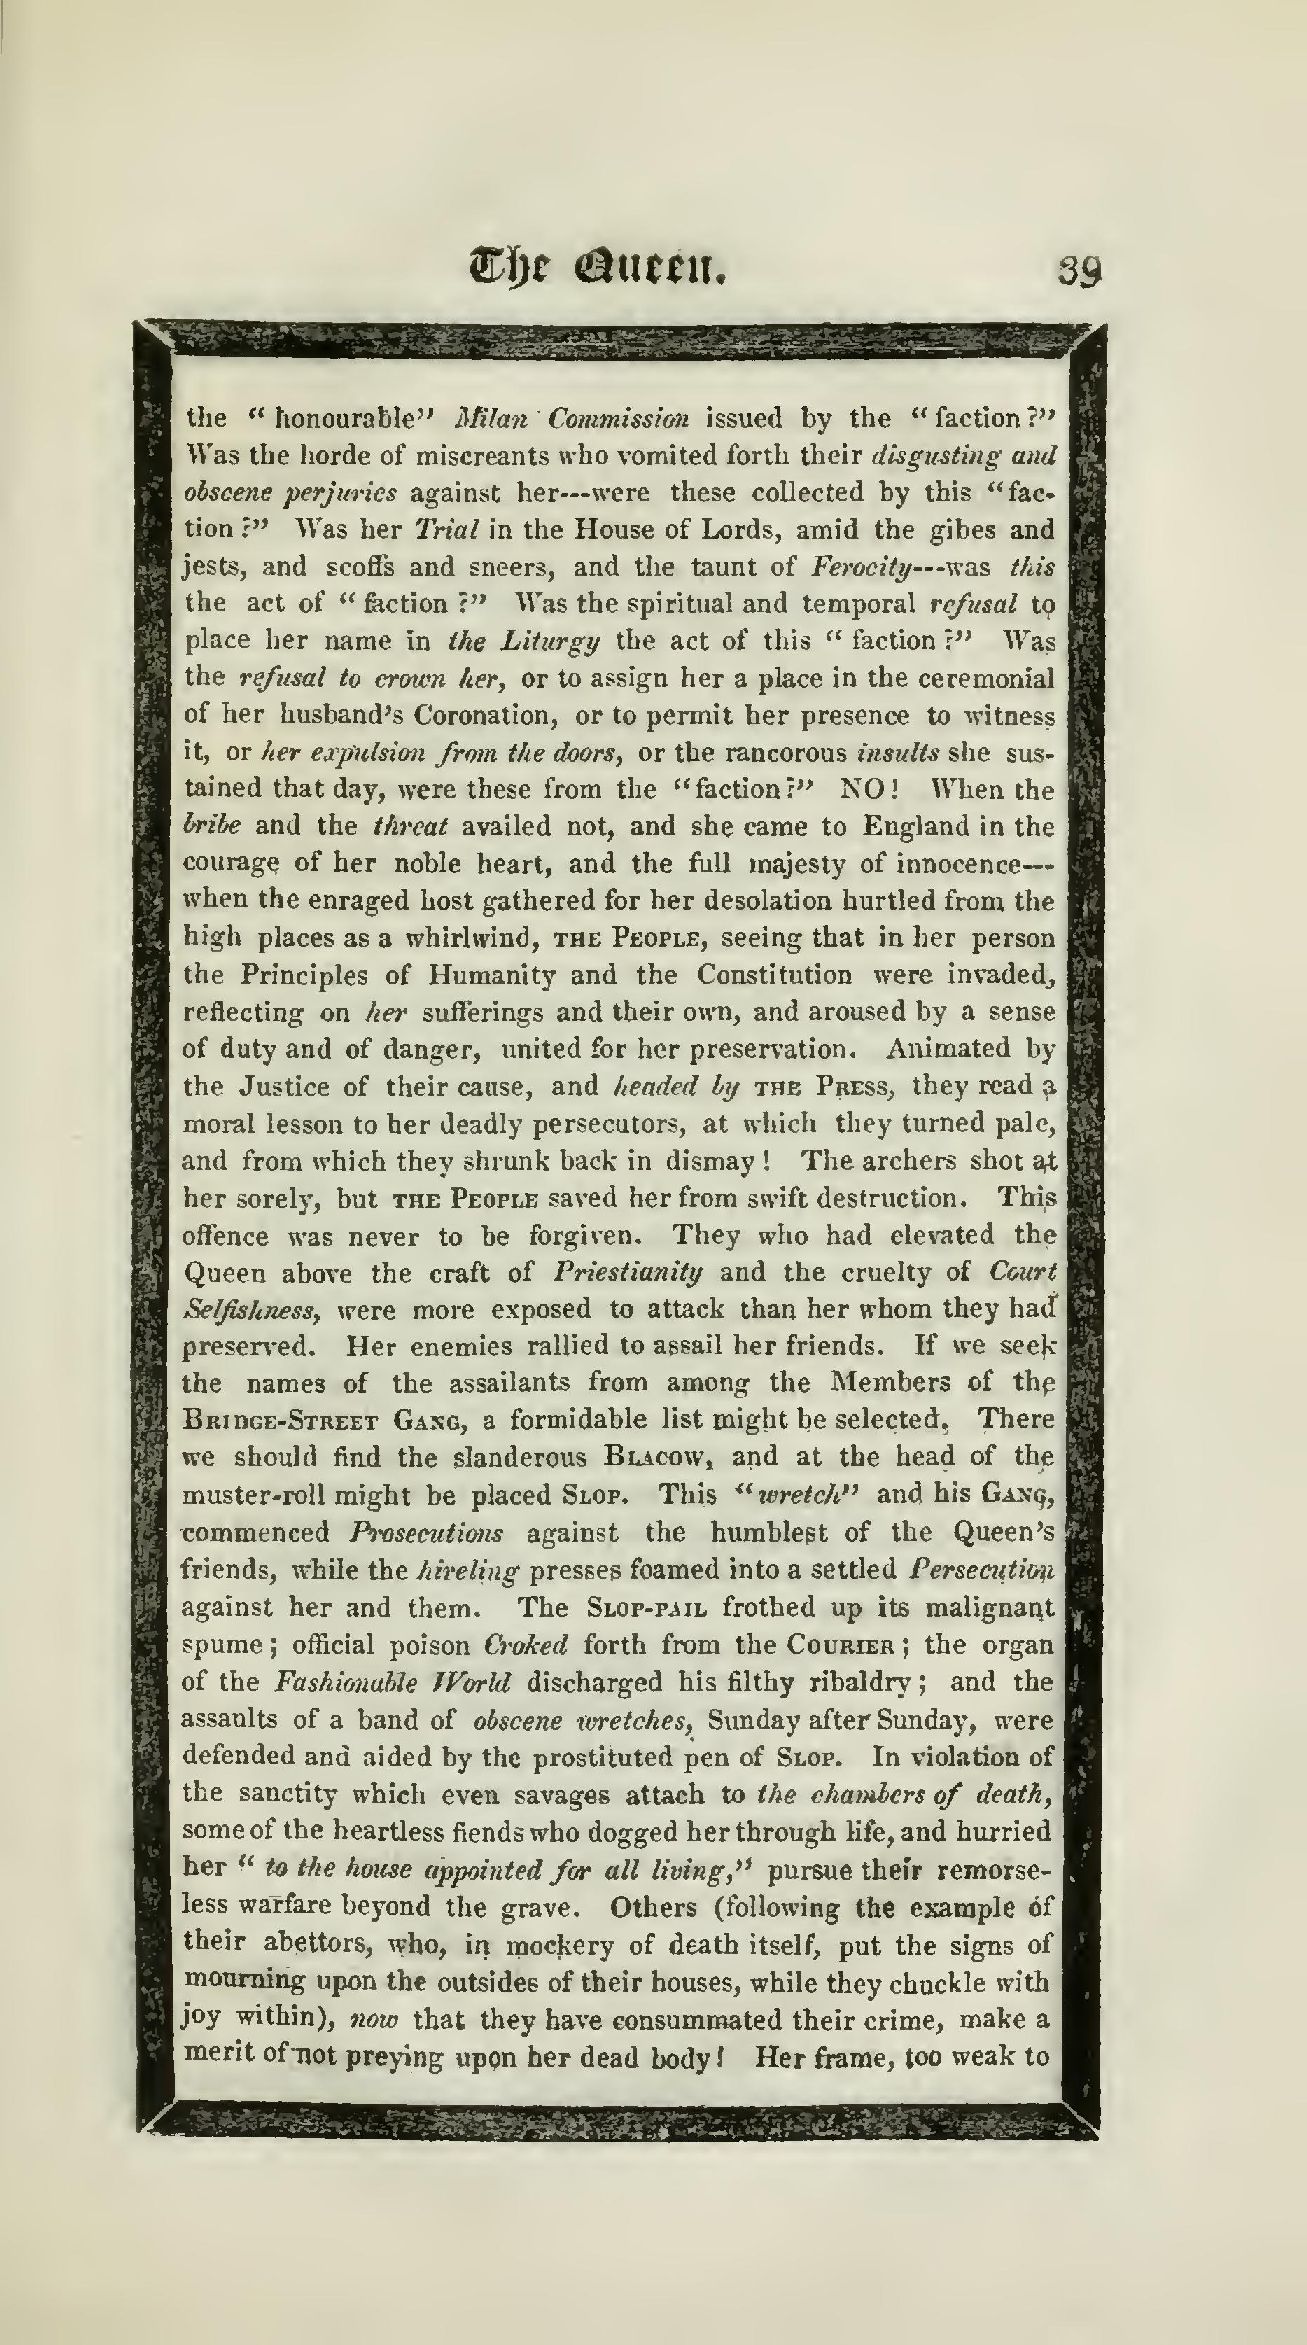 The Queen. 39
the " honourable" Milan Commission issued by the " faction?"
Was the horde of miscreants who vomited forth their disgusting and
obscene perjuries against her---were these collected by this "fac-
tion?" Was her Trial in the House of Lords, amid the gibes and
jests, and scoffs and sneers, and the taunt of Ferocity---was this
the act of " faction ?" Was the spiritual and temporal refusal to
place her name in the Liturgy the act of this " faction ?" Was
the refusal to crown her, or to assign her a place in the ceremonial
of her husband's Coronation, or to permit her presence to witness
it, or her expulsion from the doors, or the rancorous insults she sus-
tained that day, were these from the "faction?" NO! When the
bribe and the threat availed not, and she came to England in the
courage of her noble heart, and the full majesty of innocence---
when the enraged host gathered for her desolation hurtled from the
high places as a whirlwind, THE PEOPLE, seeing that in her person
the Principles of Humanity and the Constitution were invaded,
reflecting on her sufferings and their own, and aroused by a sense
of duty and of danger, united for her preservation. Animated by
the Justice of their cause, and headed by THE PRESS, they read a
moral lesson to her deadly persecutors, at which they turned pale,
and from which they shrunk back in dismay! The archers shot at
her sorely, but THE PEOPLE saved her from swift destruction. This
offence was never to be forgiven. They who had elevated the
Queen above the craft of Priestianity and the cruelty of Court
Selfishness, were more exposed to attack than her whom they had
preserved. Her enemies rallied to assail her friends. If we seek
the names of the assailants from among the Members of the
BRIDGE-STREET GANG, a formidable list might be selected. There
we should find the slanderous BLACOW, and at the head of the
muster-roll might be placed SLOP. This "wretch" and his GANG,
commenced Prosecutions against the humblest of the Queen's
friends, while the hireling presses foamed into a settled Persecution
against her and them. The SLOP-PAIL frothed up its malignant
spume; official poison Croked forth from the COURIER; the organ
of the Fashionable World discharged his filthy ribaldry; and the
assaults of a band of obscene wretches, Sunday after Sunday, were
defended and aided by the prostituted pen of SLOP. In violation of
the sanctity which even savages attach to the chambers of death,
some of the heartless fiends who dogged her through life, and hurried
her " to the house appointed for all living," pursue their remorse-
less warfare beyond the grave. Others (following the example of
their abettors, who, in mockery of death itself, put the signs of
mourning upon the outsides of their houses, while they chuckle with
joy within), now that they have consummated their crime, make a
merit of not preying upon her dead body! Her frame, too weak to